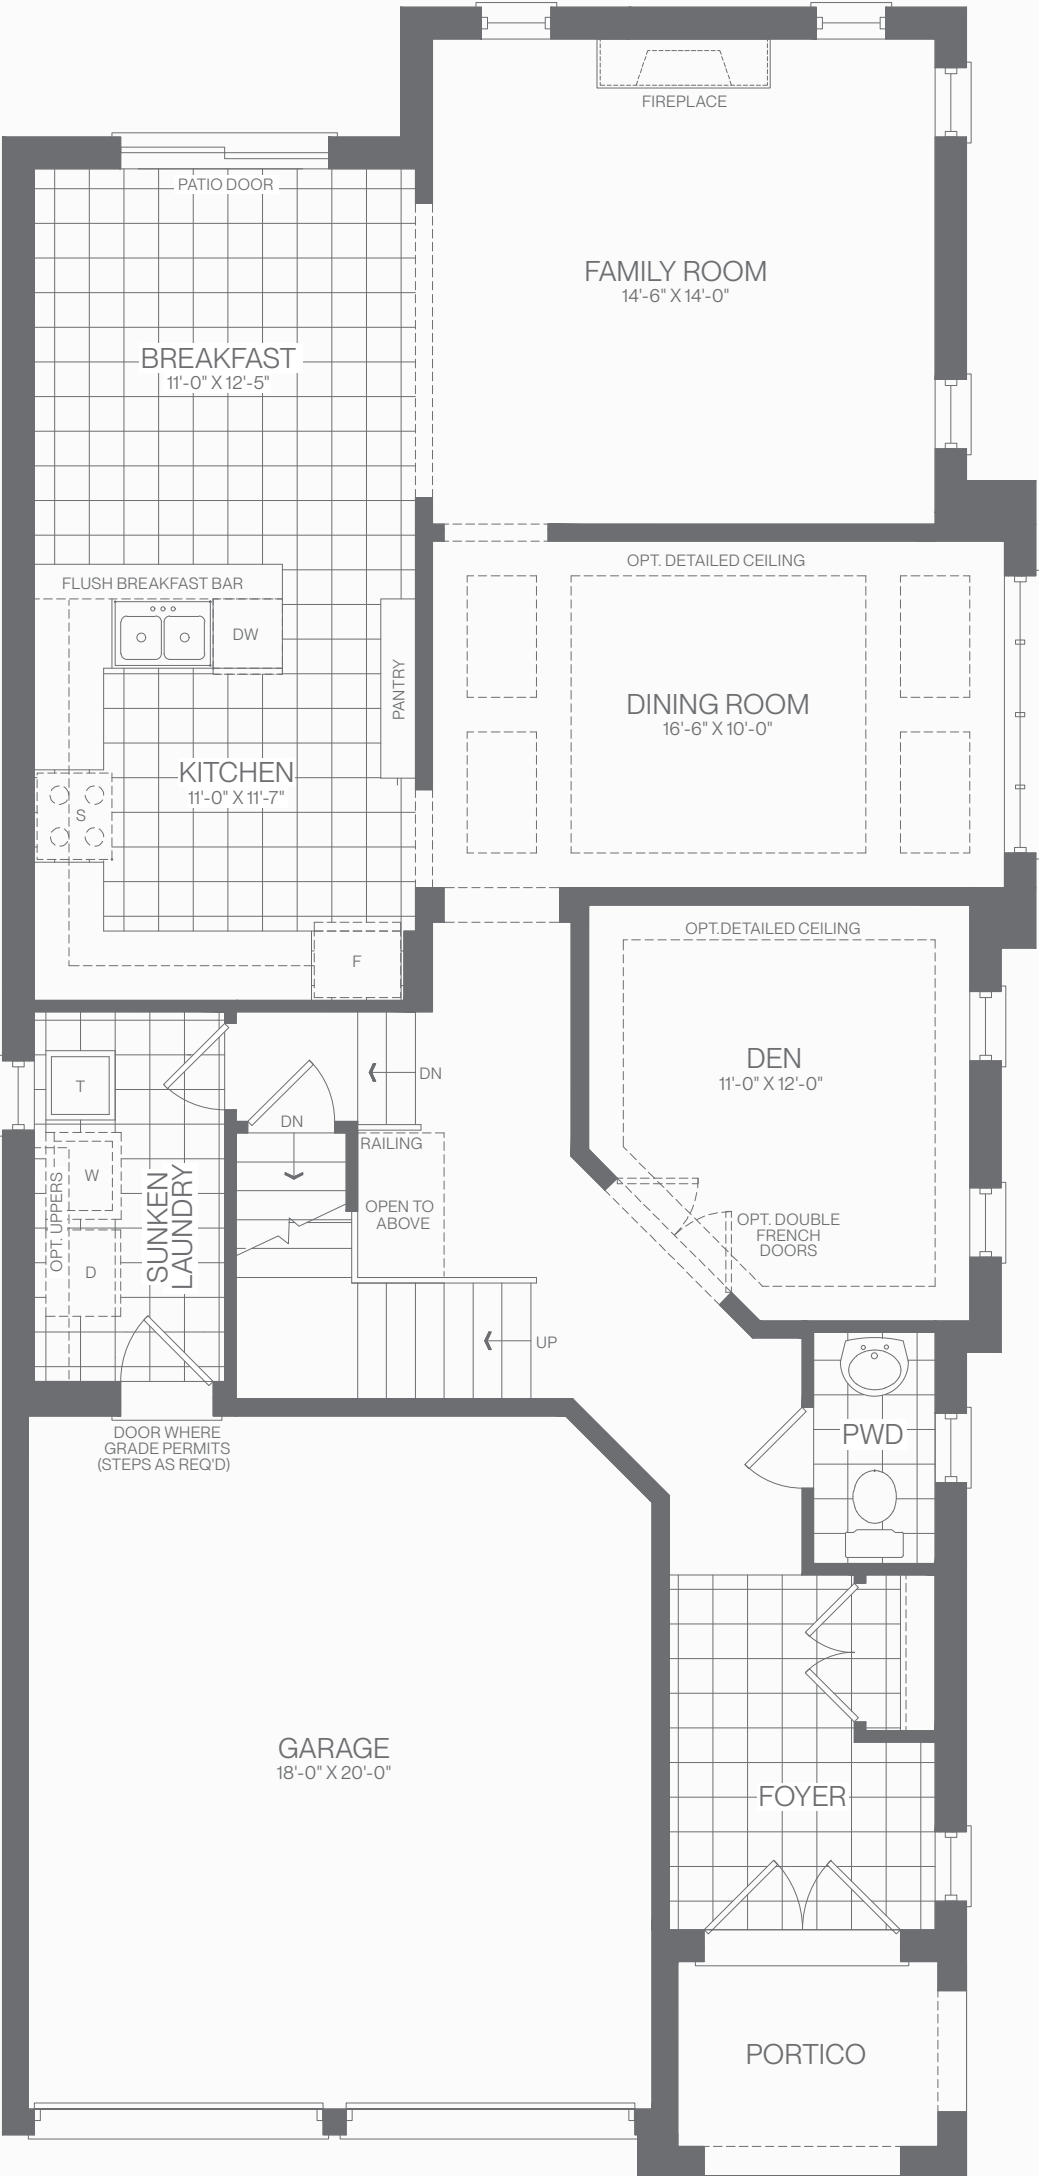 FIREPLACE
PATIO DOOR
FAMILY ROOM
14'-6" X 14'-0"
BREAKFAST
11'-0" X 12'-5"
OPT. DETAILED CEILING
FLUSH BREAKFAST BAR
DW
PANTRY
DINING ROOM
16'-6" X 10'-0"
KITCHEN
11'-0" X 11'-7"
S
F
OPT.DETAILED CEILING
DEN
11'-0" X 12'-0"
T
DN
DN
RAILING
W
OPT. UPPERS
SUNKEN
LAUNDRY
OPEN TO
ABOVE
OPT. DOUBLE
FRENCH
DOORS
D
UP
DOOR WHERE
GRADE PERMITS
(STEPS AS REQ'D)
PWD
GARAGE
18'-0" X 20'-0"
FOYER
PORTICO